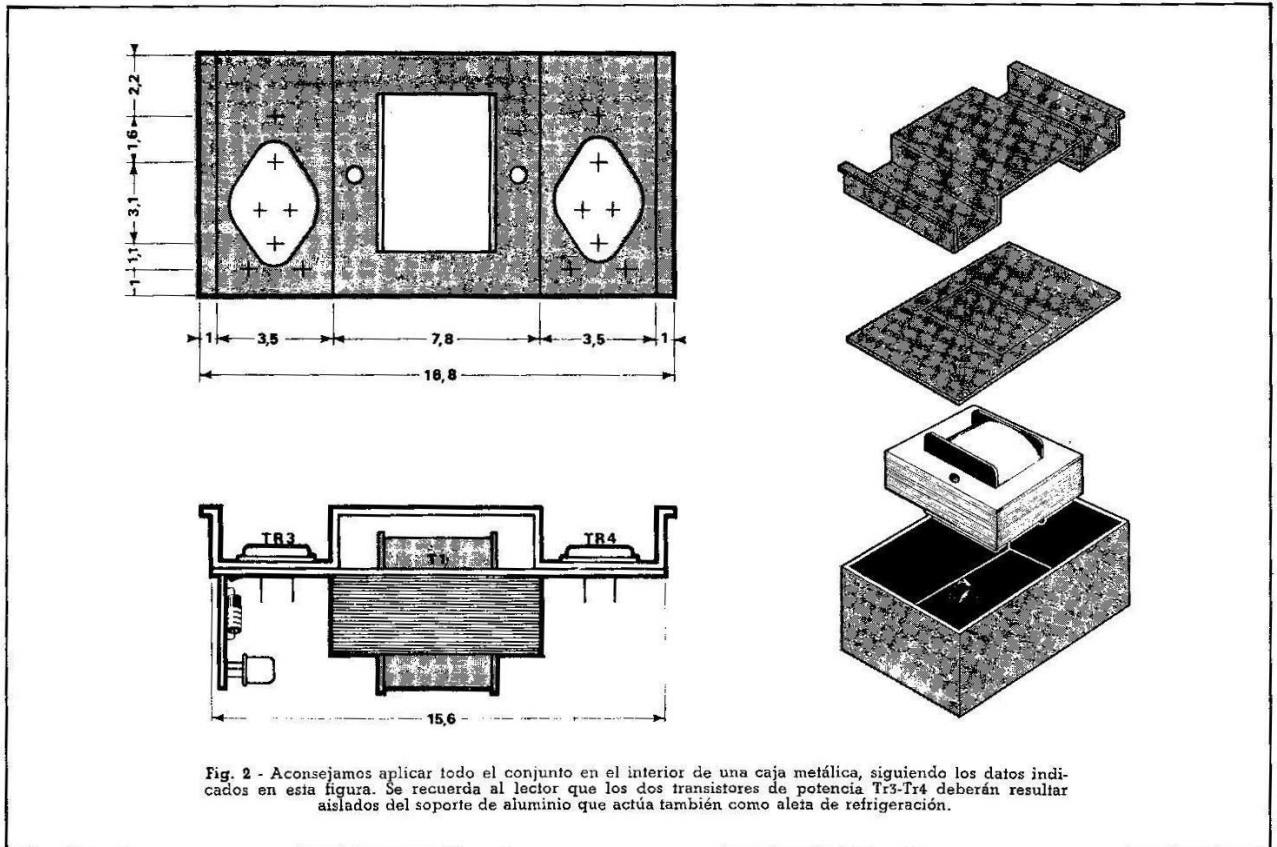 2,2
1,6
3,1
1,1
1
1 3,5 7,8 3,5 1
16,8
TR3 T1 TR4
15,6
Fig. 2 - Aconsejamos aplicar todo el conjunto en el interior de una caja metálica, siguiendo los datos indi-
cados en esta figura. Se recuerda al lector que los dos transistores de potencia Tr3-Tr4 deberán resultar
aislados del soporte de aluminio que actúa también como aleta de refrigeración.